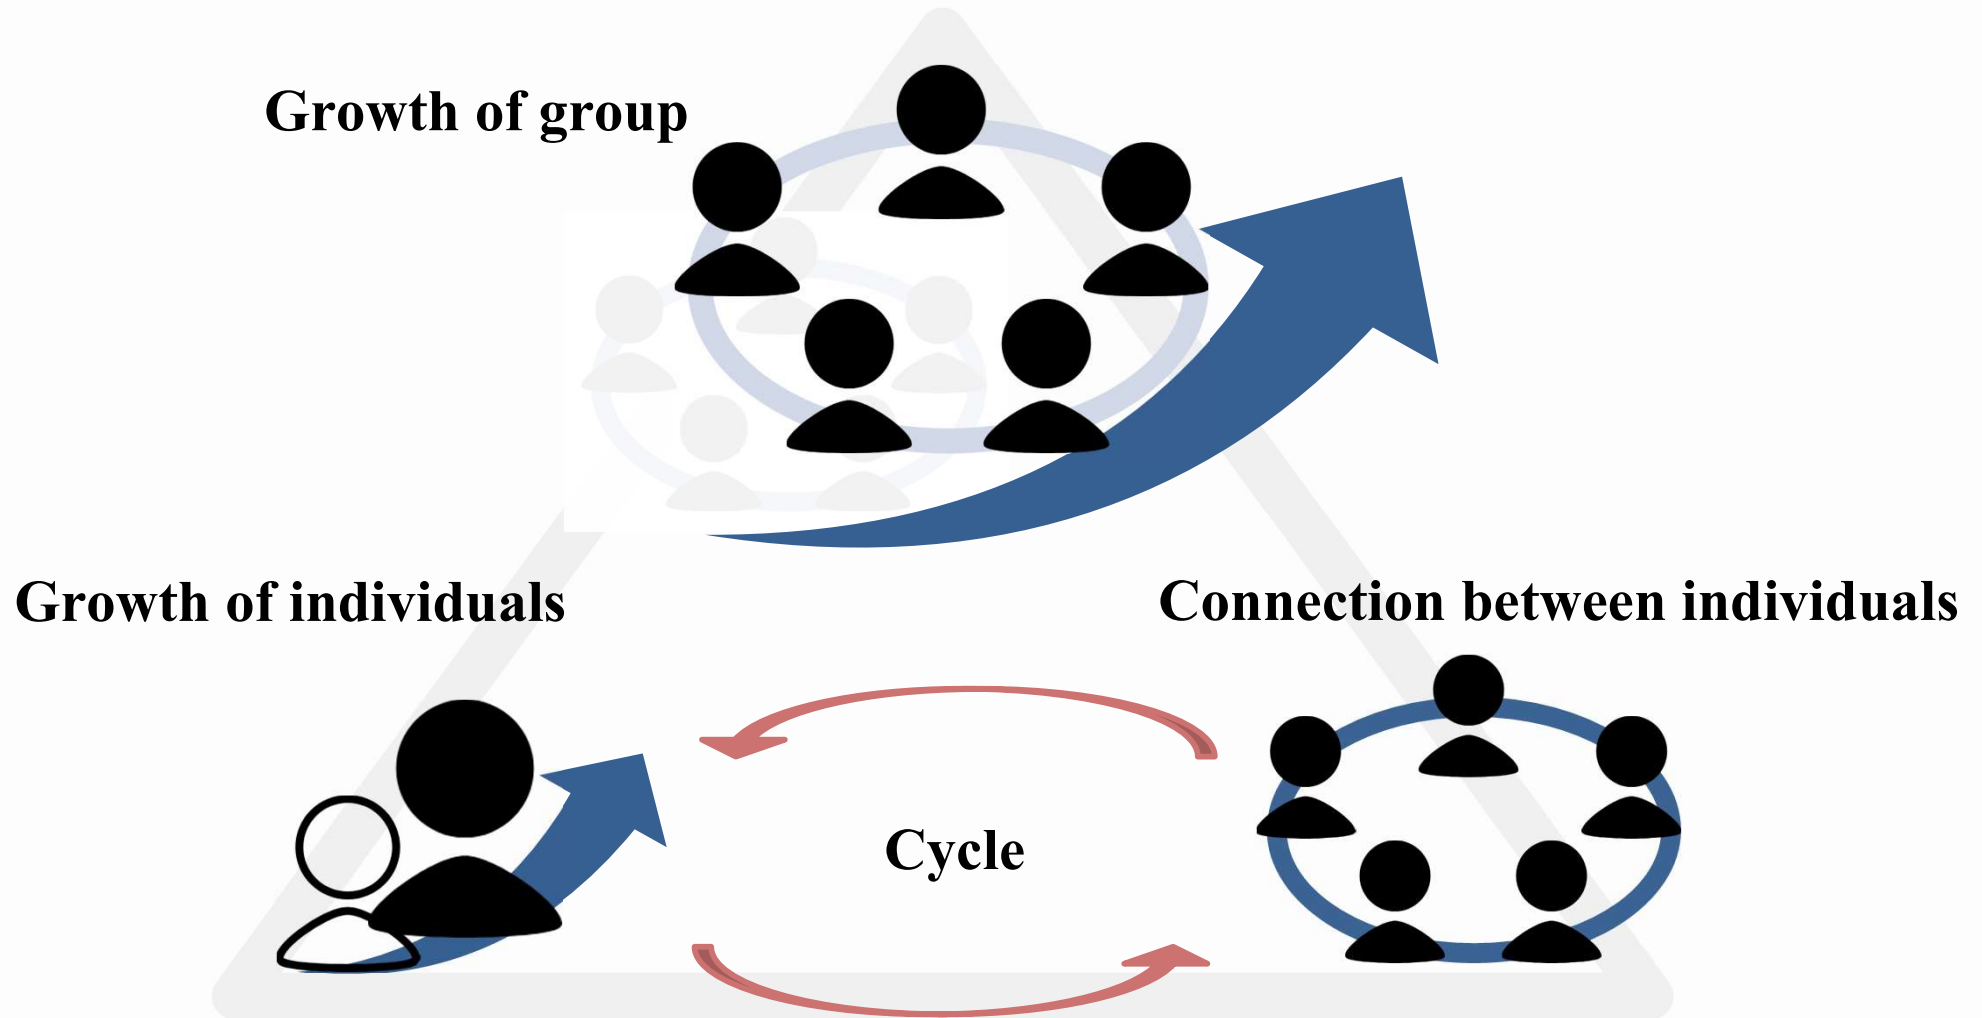 Growth of group
Growth of individuals
Connection between individuals
Cycle